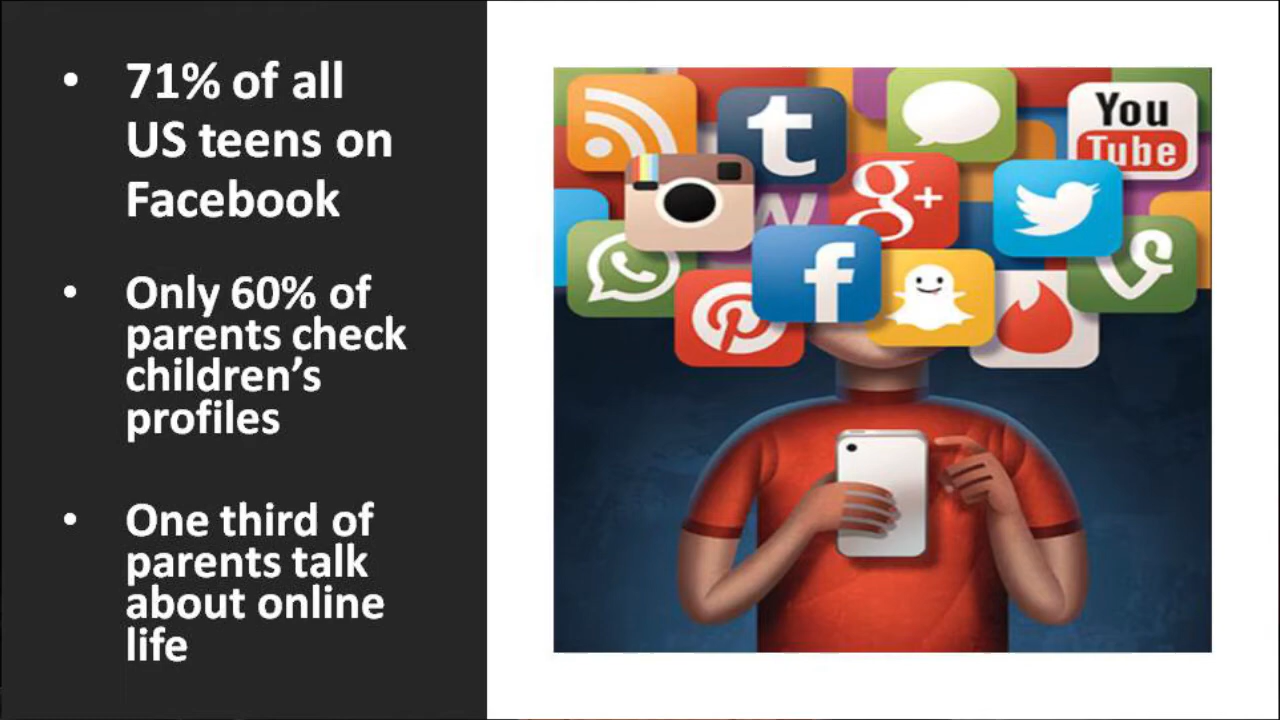 • 71% of all
US teens on
Facebook
• Only 60% of
parents check
children's
profiles
• One third of
parents talk
about online
life
t
You
Tube
g+
W
f